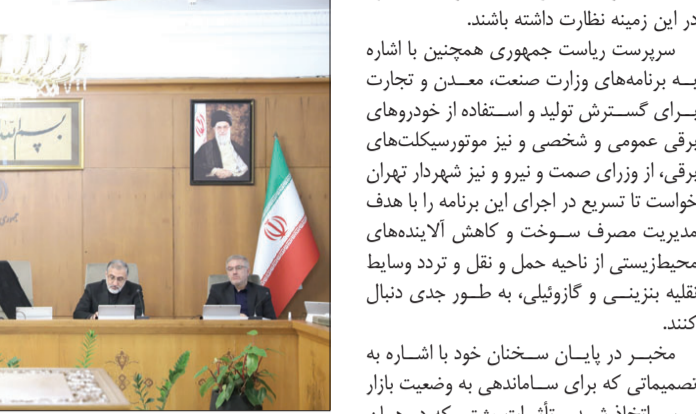 در این زمینه نظارت داشته باشند.
سرپرست ریاست جمهوری همچنین با اشاره
به برنامه‌های وزارت صنعت، معدن و تجارت
برای گسترش تولید و استفاده از خودروهای
برقی عمومی و شخصی و نیز موتورسیکلت‌های
برقی، از وزرای صمت و نیرو و نیز شهردار تهران
خواست تا تسریع در اجرای این برنامه را با هدف
مدیریت مصرف سوخت و کاهش آلاینده‌های
محیط‌زیستی از ناحیه حمل و نقل و تردد وسایط
نقلیه بنزینی و گازوئیلی، به طور جدی دنبال
کنند.
مخبر در پایان سخنان خود با اشاره به
تصمیماتی که برای ساماندهی به وضعیت بازار